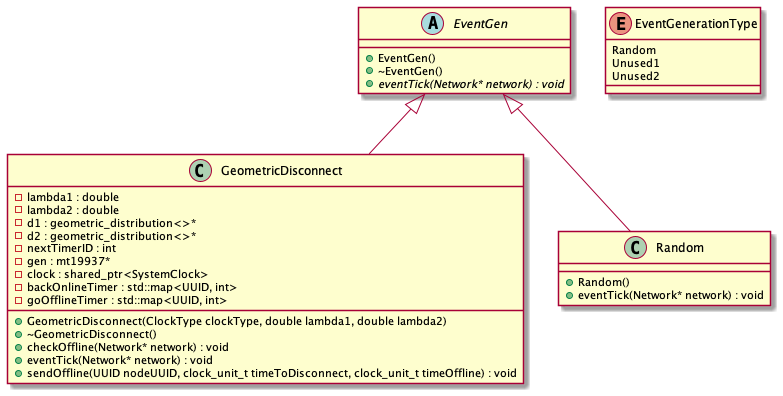 A EventGen
EventGen()
~EventGen()
eventTick(Network* network) : void
E EventGenerationType
Random
Unused1
Unused2
C GeometricDisconnect
lambda1 : double
lambda2 : double
d1 : geometric_distribution<>*
d2 : geometric_distribution<>*
nextTimerID : int
gen : mt19937*
clock : shared_ptr<SystemClock>
backOnlineTimer : std::map<UUID, int>
goOfflineTimer : std::map<UUID, int>
GeometricDisconnect(ClockType clockType, double lambda1, double lambda2)
~GeometricDisconnect()
checkOffline(Network* network) : void
eventTick(Network* network) : void
sendOffline(UUID nodeUUID, clock_unit_t timeToDisconnect, clock_unit_t timeOffline) : void
C Random
Random()
eventTick(Network* network) : void